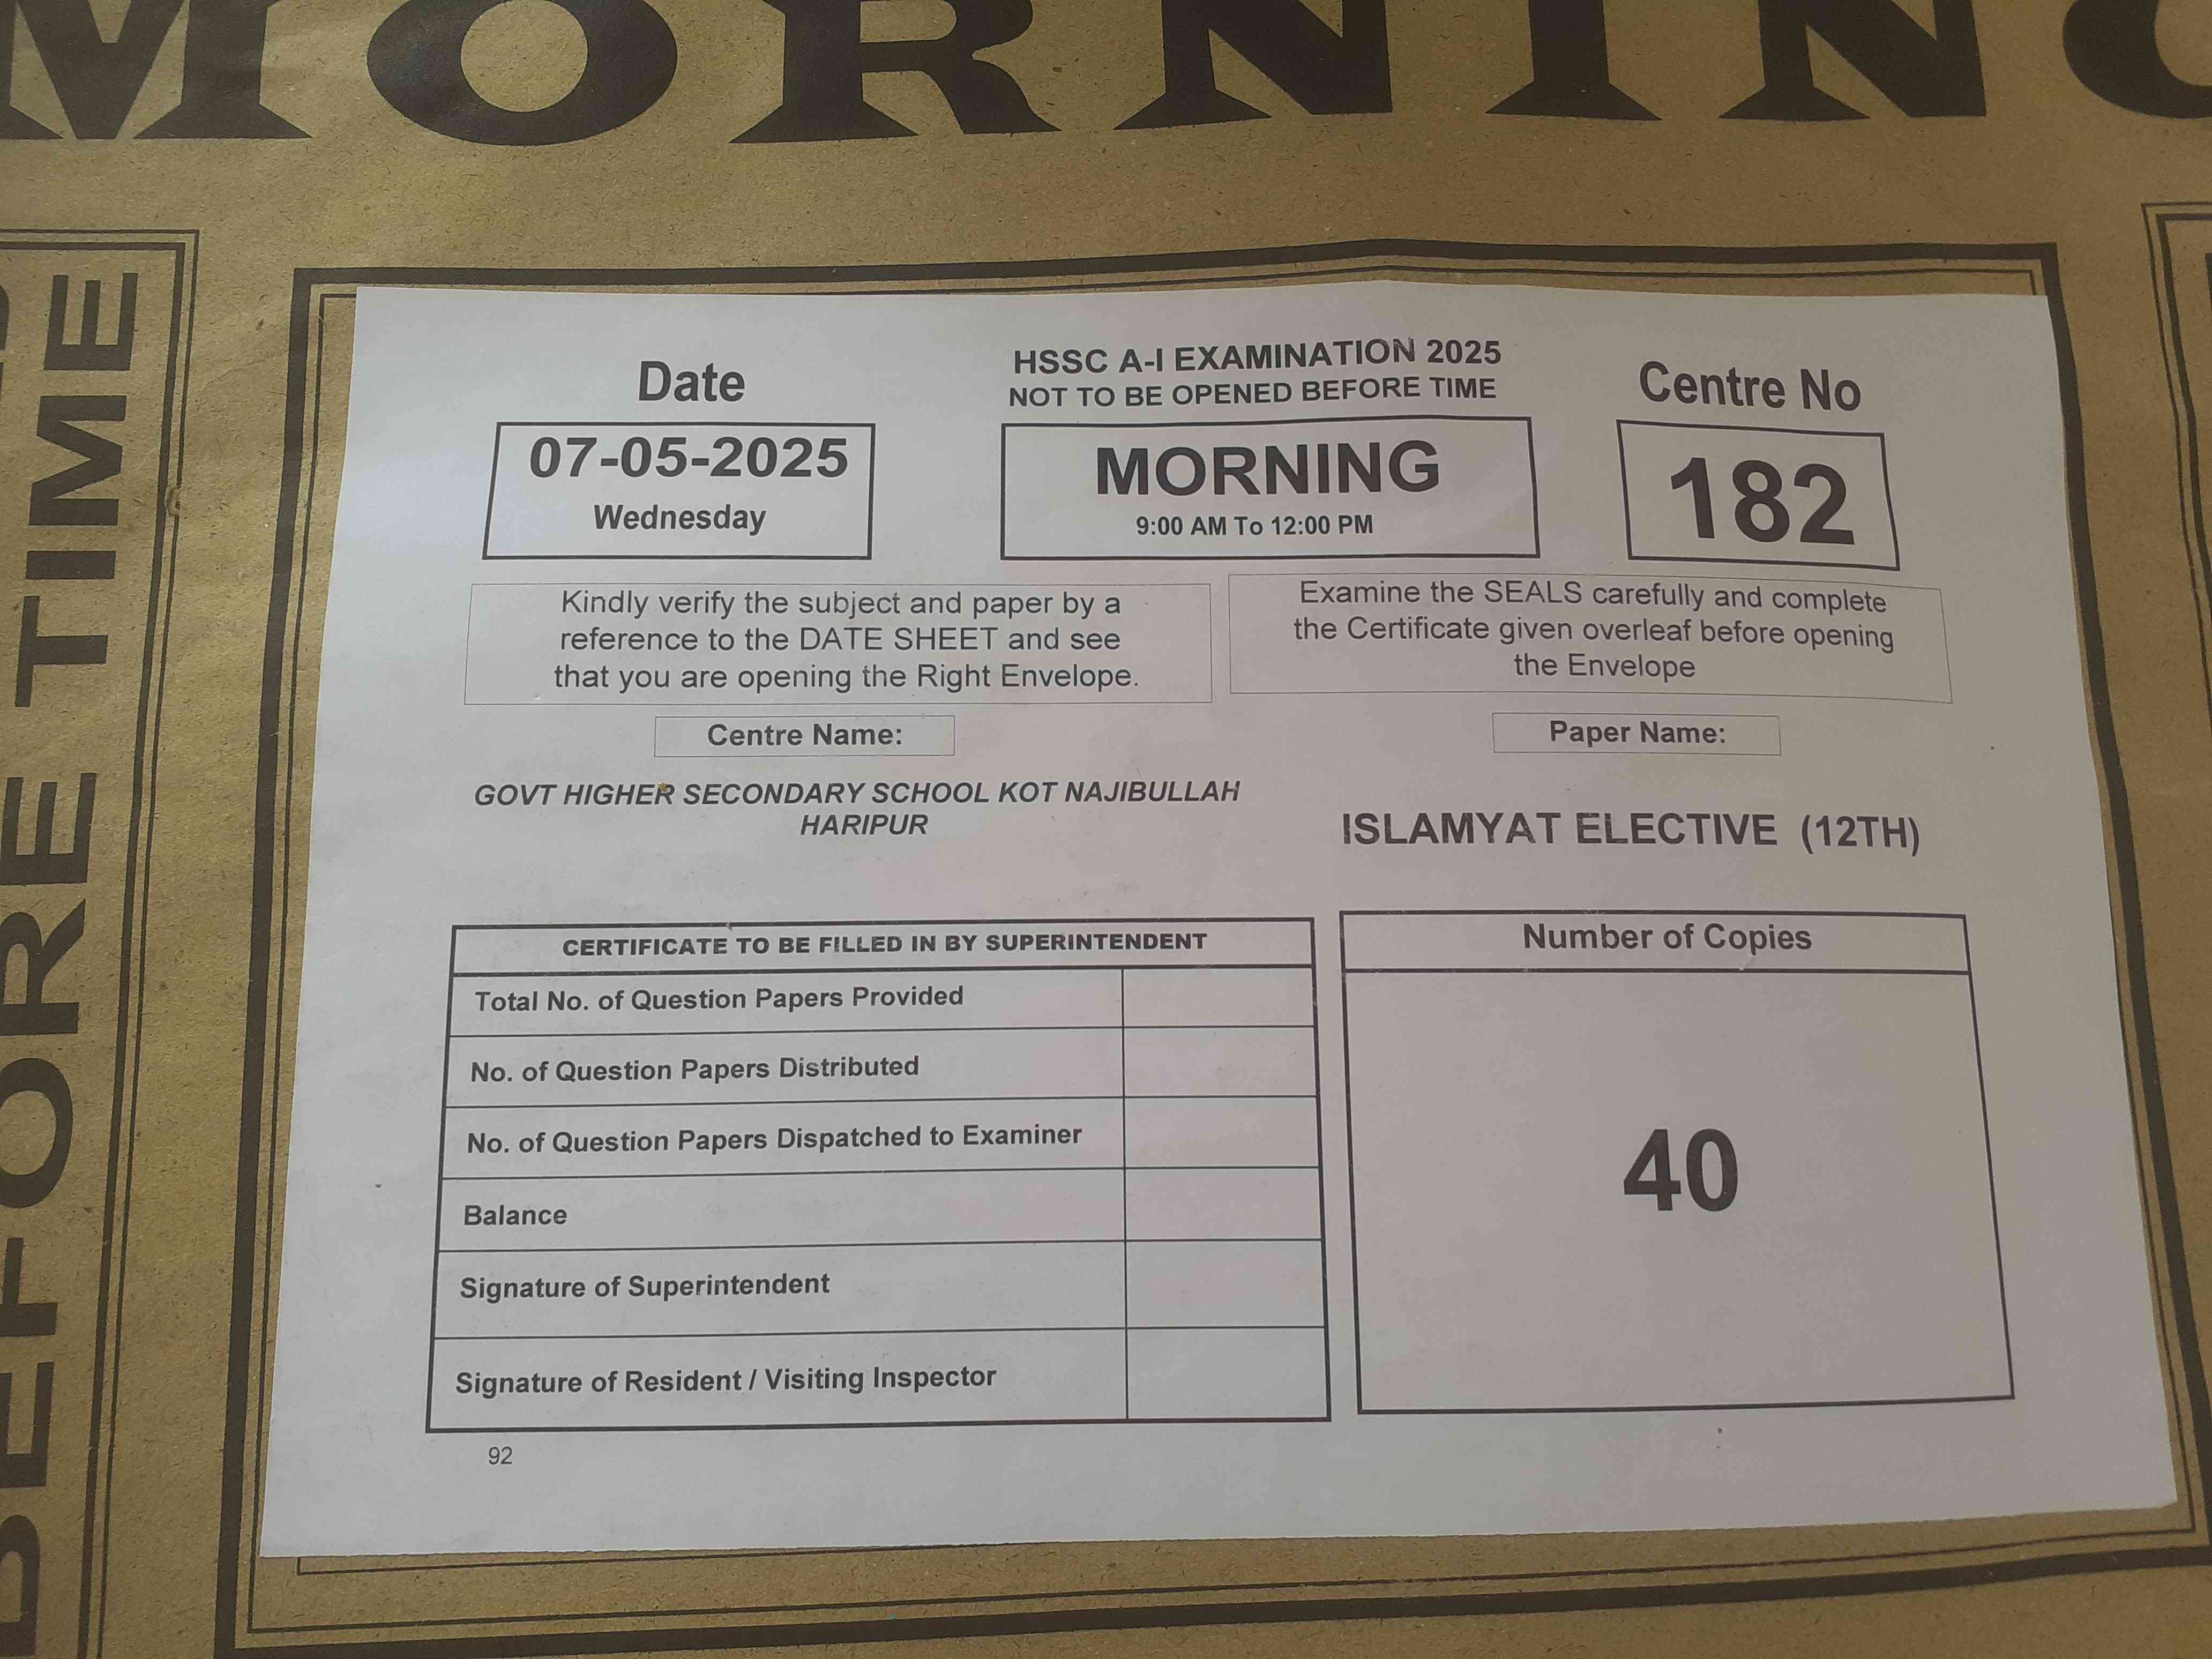 MORNING
BEFORE TIME
Date
HSSC A-I EXAMINATION 2025
NOT TO BE OPENED BEFORE TIME
Centre No
07-05-2025
Wednesday
MORNING
9:00 AM To 12:00 PM
182
Kindly verify the subject and paper by a
reference to the DATE SHEET and see
that you are opening the Right Envelope.
Examine the SEALS carefully and complete
the Certificate given overleaf before opening
the Envelope
Centre Name:
Paper Name:
GOVT HIGHER SECONDARY SCHOOL KOT NAJIBULLAH
HARIPUR
ISLAMYAT ELECTIVE (12TH)
CERTIFICATE TO BE FILLED IN BY SUPERINTENDENT
Total No. of Question Papers Provided
No. of Question Papers Distributed
No. of Question Papers Dispatched to Examiner
Balance
Signature of Superintendent
Signature of Resident / Visiting Inspector
Number of Copies
40
92